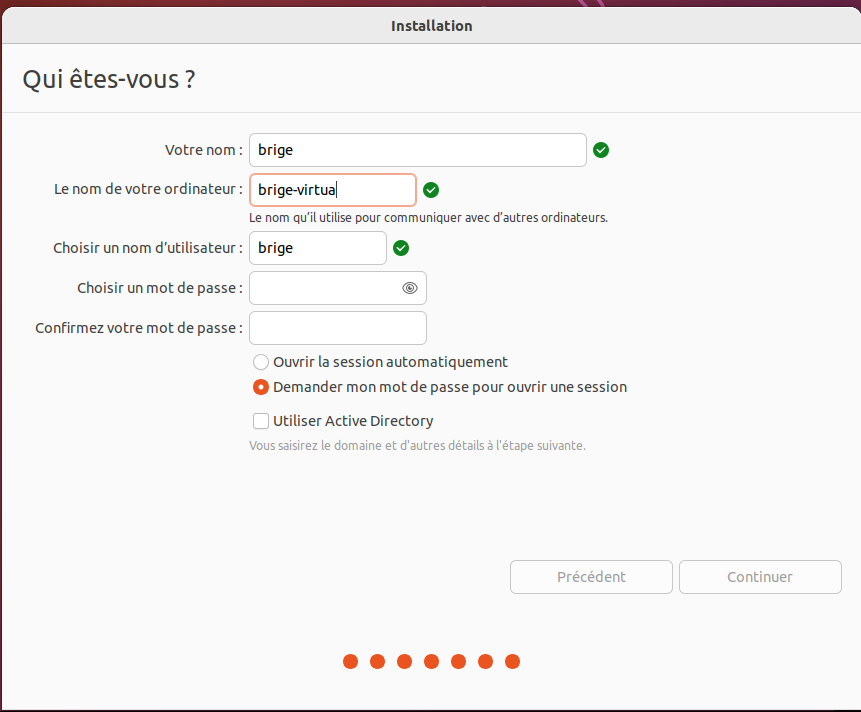 Installation
Qui êtes-vous ?
Votre nom : brige
Le nom de votre ordinateur : brige-virtua
Le nom qu'il utilise pour communiquer avec d'autres ordinateurs.
Choisir un nom d'utilisateur : brige
Choisir un mot de passe :
Confirmez votre mot de passe :
Ouvrir la session automatiquement
Demander mon mot de passe pour ouvrir une session
Utiliser Active Directory
Vous saisirez le domaine et d'autres détails à l'étape suivante.
Précédent Continuer